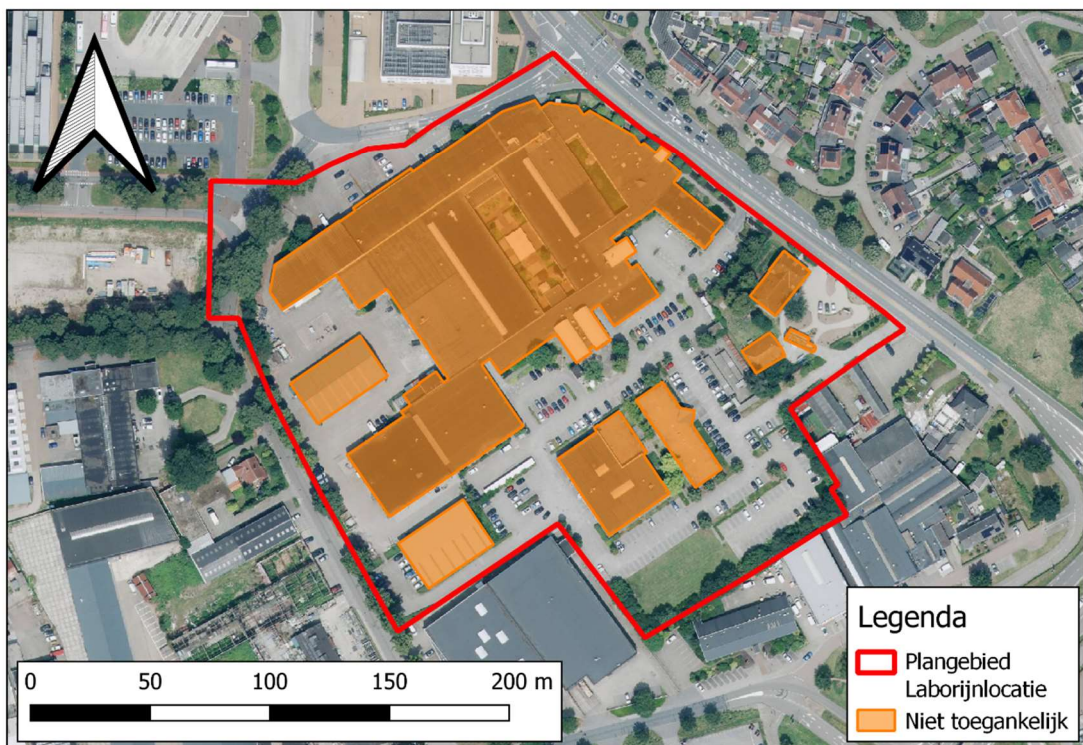 0 50 100 150 200 m
Legenda
Plangebied
Laborijnlocatie
Niet toegankelijk